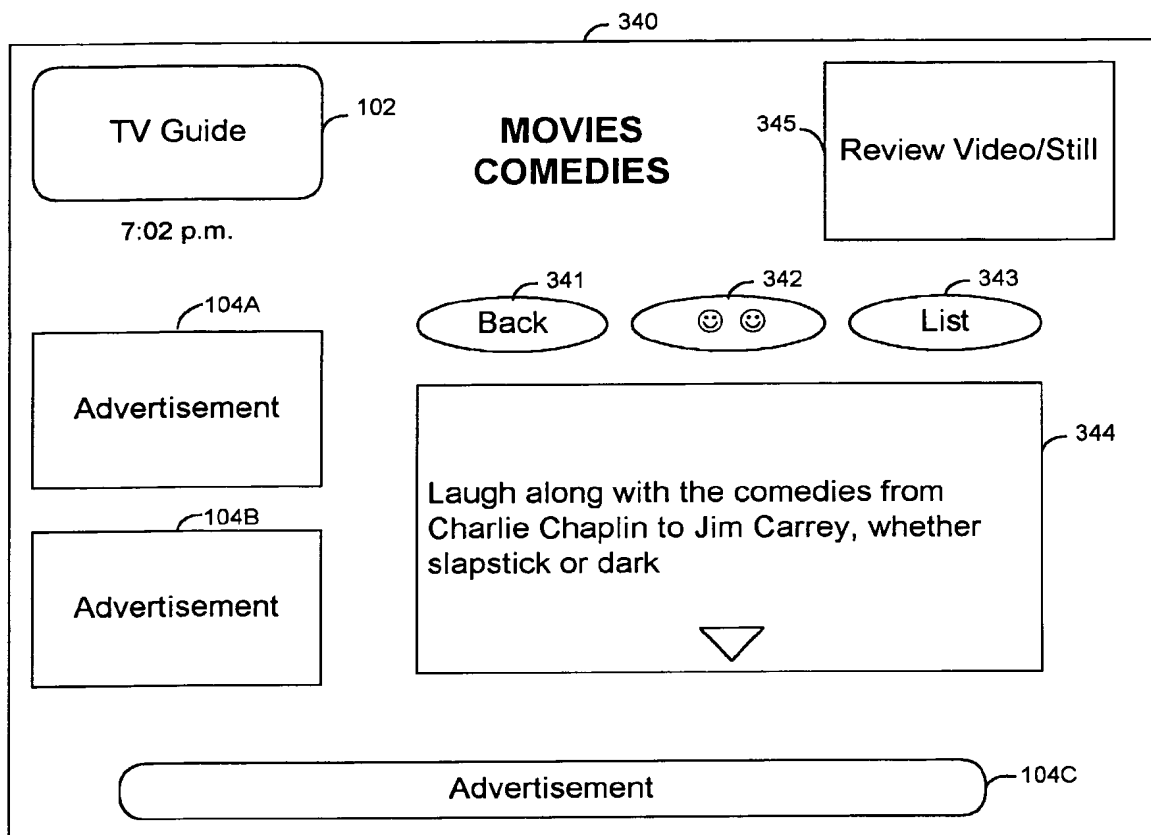 340
TV Guide
102
MOVIES
COMEDIES
345
Review Video/Still
7:02 p.m.
341
342
343
Back
☺ ☺
List
104A
Advertisement
344
Laugh along with the comedies from
Charlie Chaplin to Jim Carrey, whether
slapstick or dark
104B
Advertisement
Advertisement
104C